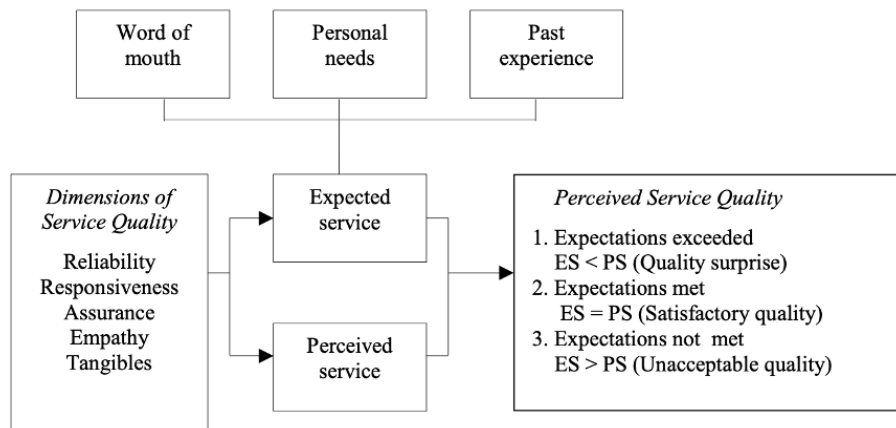 Word of
mouth
Personal
needs
Past
experience
Dimensions of
Service Quality
Reliability
Responsiveness
Assurance
Empathy
Tangibles
Expected
service
Perceived
service
Perceived Service Quality
1. Expectations exceeded
ES < PS (Quality surprise)
2. Expectations met
ES = PS (Satisfactory quality)
3. Expectations not met
ES > PS (Unacceptable quality)